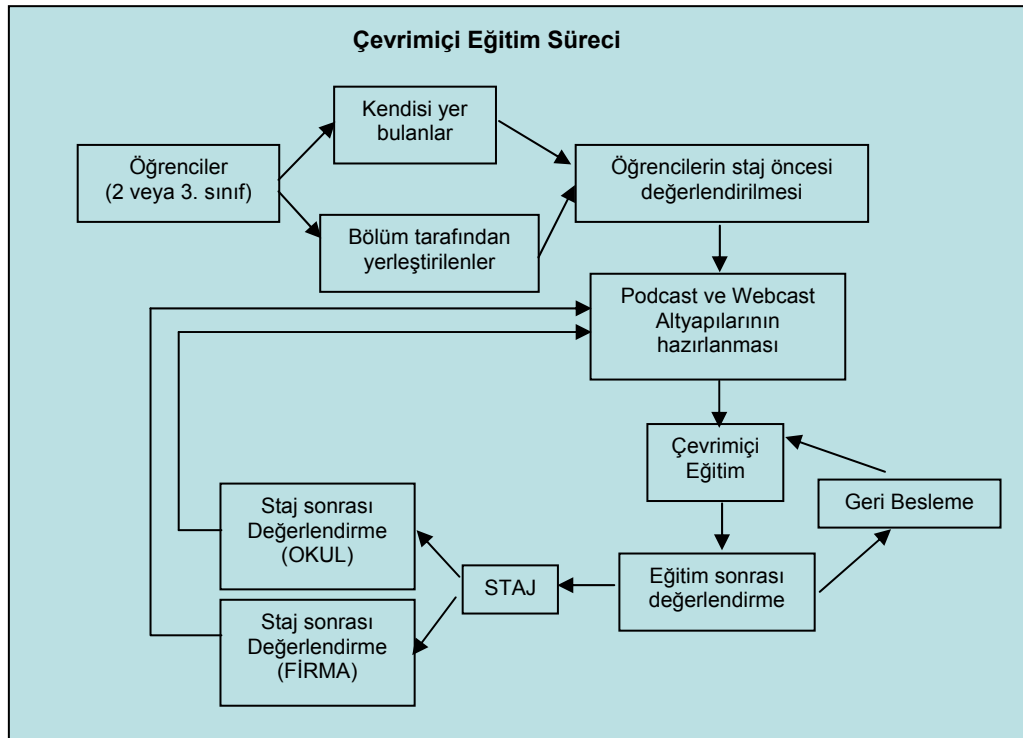 Çevrimiçi Eğitim Süreci
Kendisi yer
bulanlar
Öğrenciler
(2 veya 3. sınıf)
Öğrencilerin staj öncesi
değerlendirilmesi
Bölüm tarafından
yerleştirilenler
Podcast ve Webcast
Altyapılarının
hazırlanması
Çevrimiçi
Eğitim
Geri Besleme
Staj sonrası
Değerlendirme
(OKUL)
Eğitim sonrası
değerlendirme
STAJ
Staj sonrası
Değerlendirme
(FİRMA)